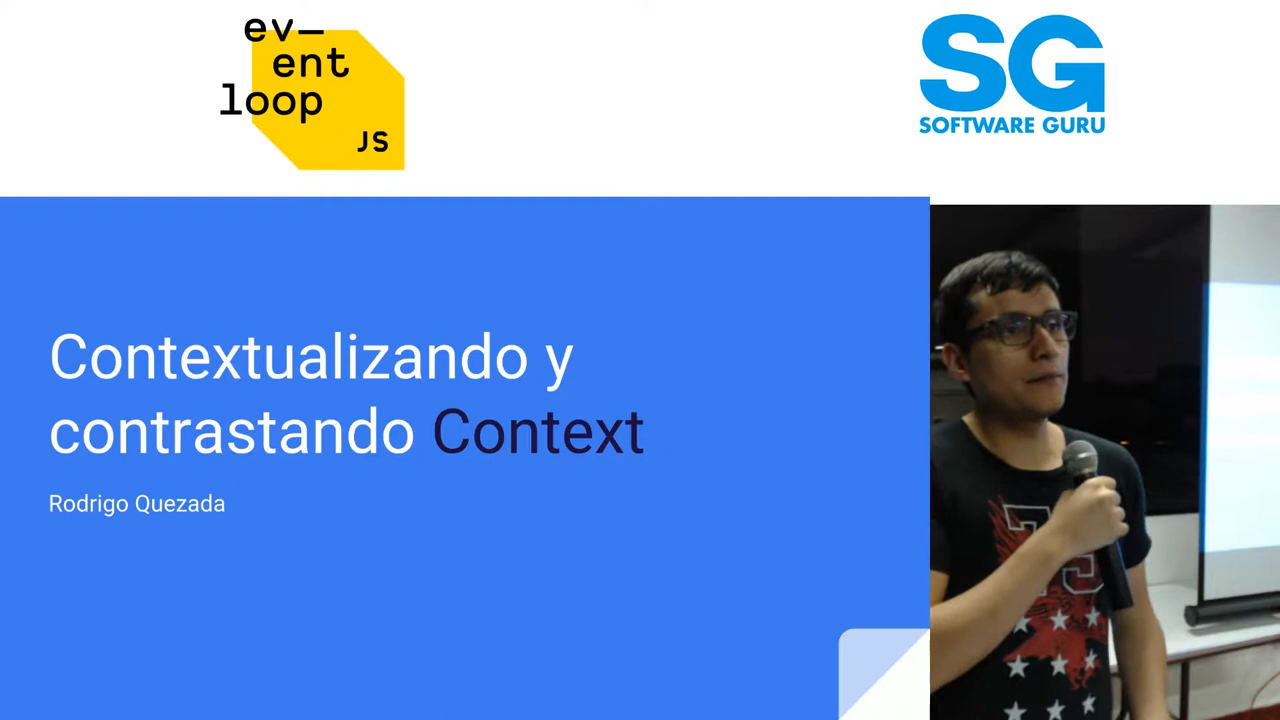 ev—
ent
loop
JS
SG
SOFTWARE GURU
Contextualizando y
contrastando Context
Rodrigo Quezada